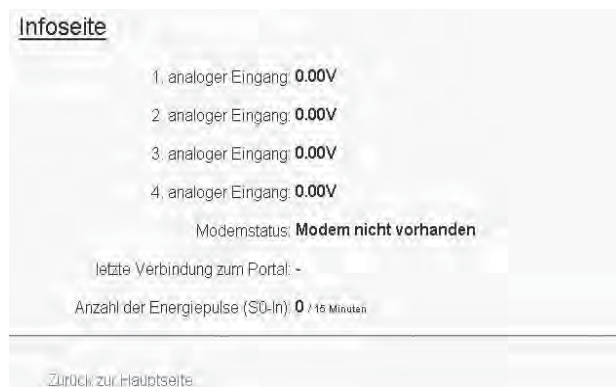 Infoseite
1. analoger Eingang: 0.00V
2. analoger Eingang: 0.00V
3. analoger Eingang: 0.00V
4. analoger Eingang: 0.00V
Modemstatus: Modem nicht vorhanden
letzte Verbindung zum Portal: -
Anzahl der Energiepulse (S0-In): 0 / 15 Minuten
Zurück zur Hauptseite